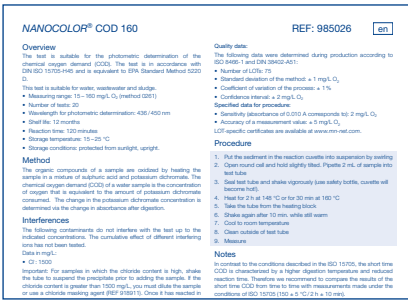 NANOCOLOR® COD 160
REF: 985026
en
Overview
The test is suitable for the photometric determination of the
chemical oxygen demand (COD). The test is in accordance with
DIN ISO 15705-H45 and is equivalent to EPA Standard Method 5220
D.
This test is suitable for water, wastewater and sludge.
• Measuring range: 15–160 mg/L O₂ (method 0261)
• Number of tests: 20
• Wavelength for photometric determination: 436/450 nm
• Shelf life: 12 months
• Reaction time: 120 minutes
• Storage temperature: 15–25 °C
• Storage conditions: protected from sunlight, upright.
Method
The organic compounds of a sample are oxidized by heating the
sample in a mixture of sulphuric acid and potassium dichromate. The
chemical oxygen demand (COD) of a water sample is the concentration
of oxygen that is equivalent to the amount of potassium dichromate
consumed. The change in the potassium dichromate concentration is
determined via the change in absorbance after digestion.
Interferences
The following contaminants do not interfere with the test up to the
indicated concentrations. The cumulative effect of different interfering
ions has not been tested.
Data in mg/L:
• Cl⁻: 1500
Important: For samples in which the chloride content is high, shake
the tube to suspend the precipitate prior to adding the sample. If the
chloride content is greater than 1500 mg/L, you must dilute the sample
or use a chloride masking agent (REF 918911). Once it has reacted in
Quality data:
The following data were determined during production according to
ISO 8466-1 and DIN 38402-A51:
• Number of LOTs: 75
• Standard deviation of the method: ± 1 mg/L O₂
• Coefficient of variation of the process: ± 1%
• Confidence interval: ± 2 mg/L O₂
Specified data for procedure:
• Sensitivity (absorbance of 0.010 A corresponds to): 2 mg/L O₂
• Accuracy of a measurement value: ± 5 mg/L O₂
LOT-specific certificates are available at www.mn-net.com.
Procedure
1. Put the sediment in the reaction cuvette into suspension by swirling
2. Open round cell and hold slightly tilted. Pipette 2 mL of sample into
test tube
3. Seal test tube and shake vigorously (use safety bottle, cuvette will
become hot!).
4. Heat for 2 h at 148 °C or for 30 min at 160 °C
5. Take the tube from the heating block
6. Shake again after 10 min. while still warm
7. Cool to room temperature
8. Clean outside of test tube
9. Measure
Notes
In contrast to the conditions described in the ISO 15705, the short time
COD is characterized by a higher digestion temperature and reduced
reaction time. Therefore we recommend to compare the results of the
short time COD from time to time with measurements made under the
conditions of ISO 15705 (150 ± 5 °C / 2 h ± 10 min).